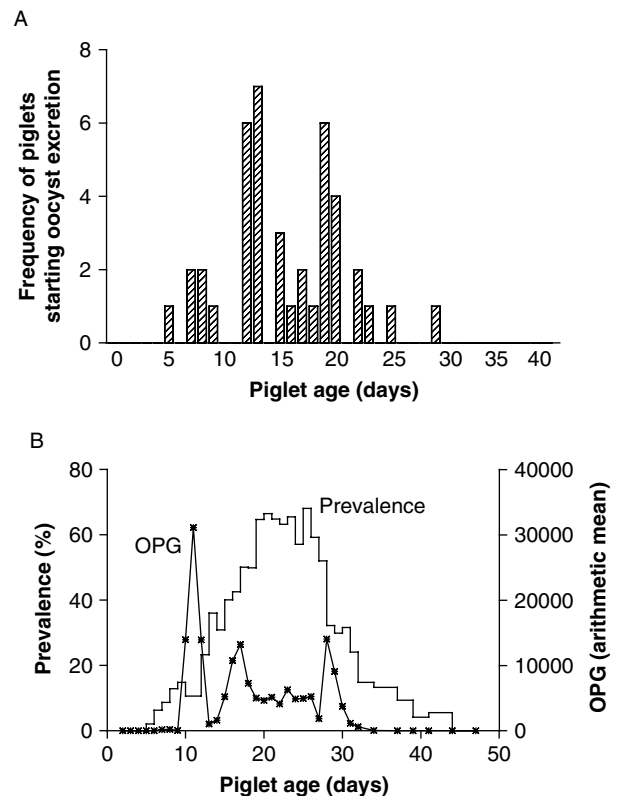 A
Frequency of piglets
starting oocyst excretion
8
6
4
2
0
0 5 10 15 20 25 30 35 40
Piglet age (days)
B
Prevalence (%)
80
60
40
20
0
OPG
Prevalence
40000
30000
20000
10000
0
OPG (arithmetic mean)
0 10 20 30 40 50
Piglet age (days)